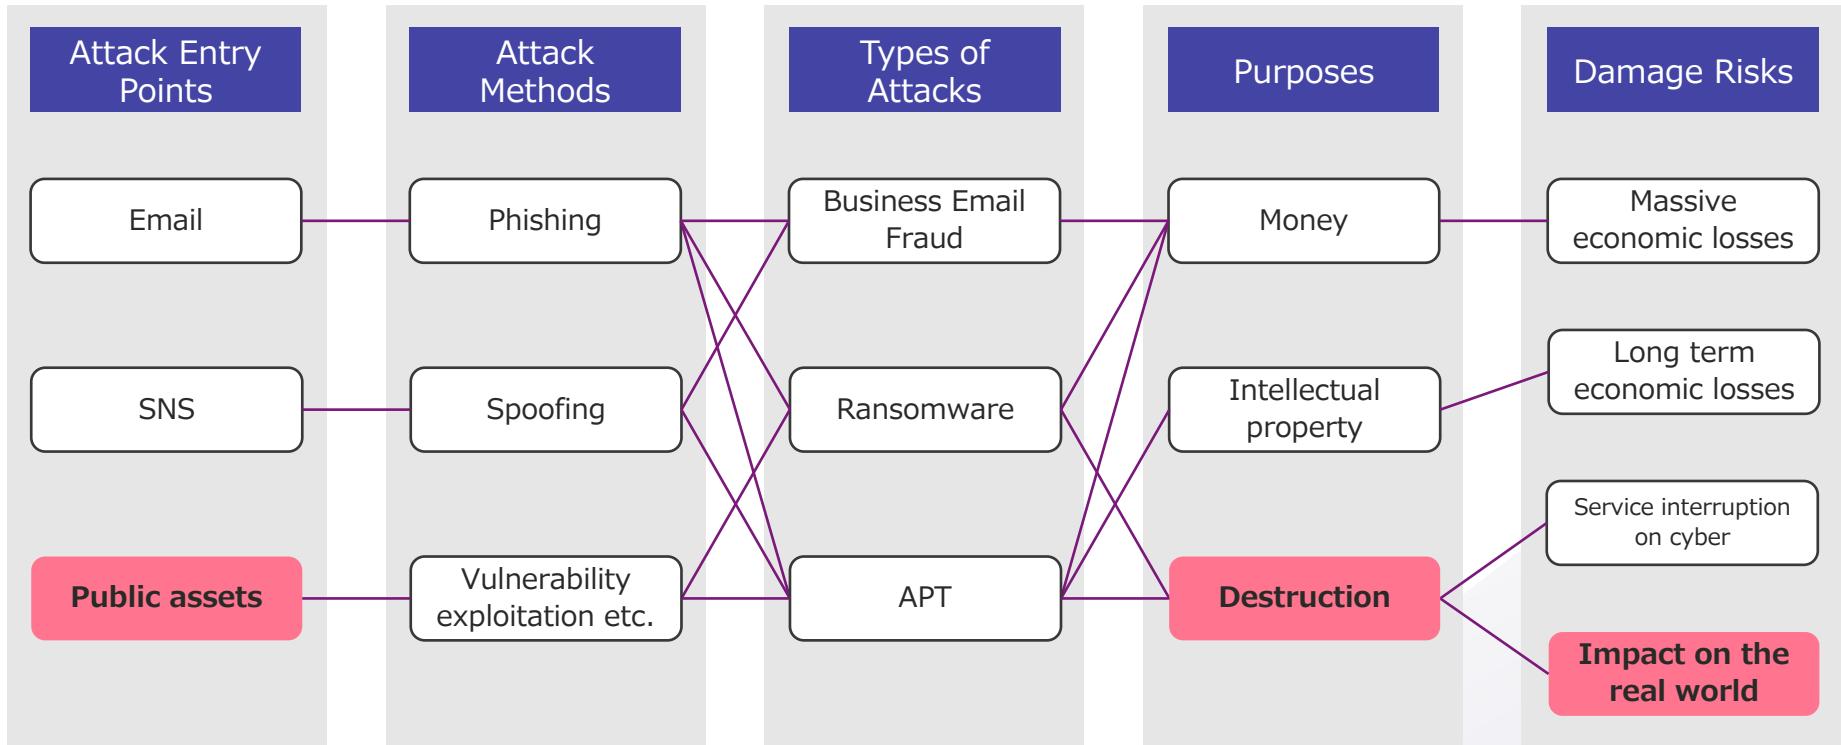 Attack Entry
Points
Attack
Methods
Types of
Attacks
Purposes
Damage Risks
Email
Phishing
Business Email
Fraud
Money
Massive
economic losses
SNS
Spoofing
Ransomware
Intellectual
property
Long term
economic losses
Service interruption
on cyber
Public assets
Vulnerability
exploitation etc.
APT
Destruction
Impact on the
real world